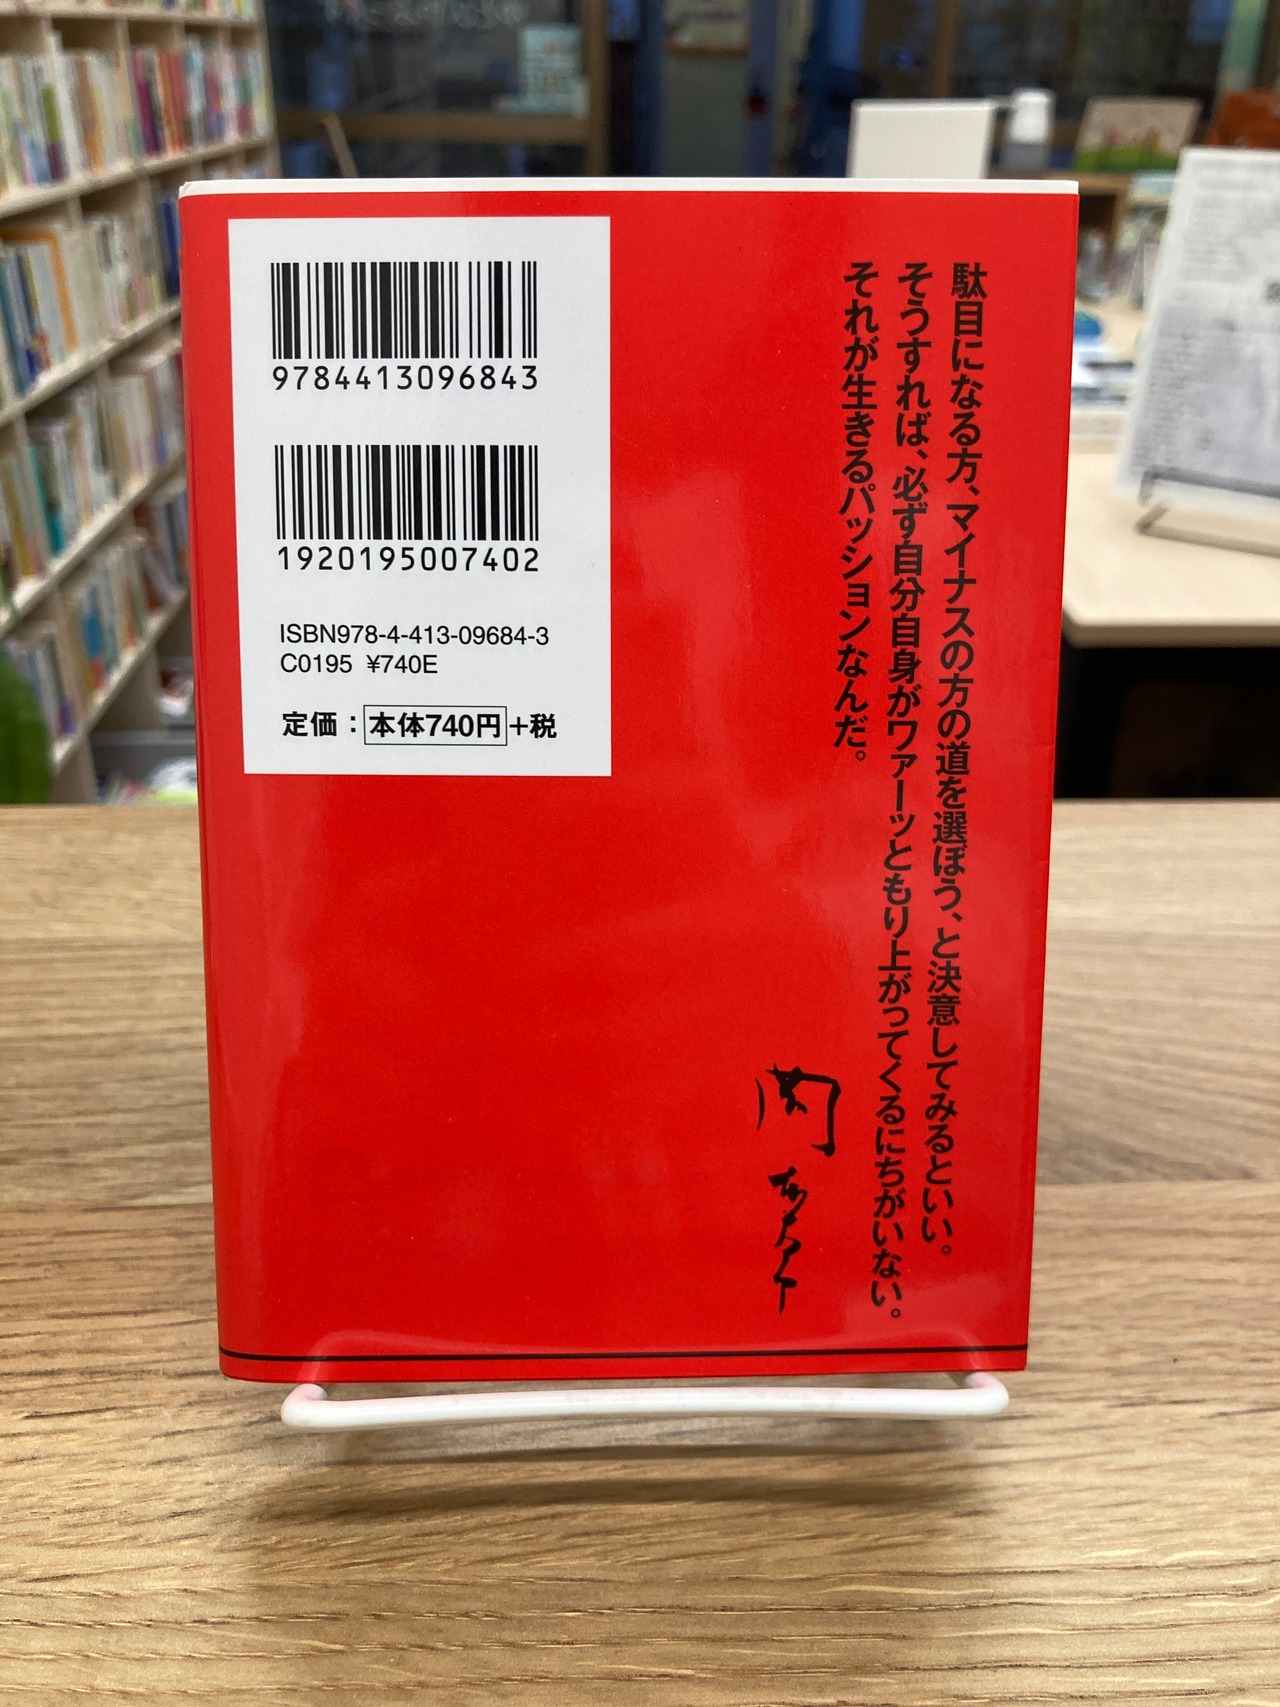 駄目になる方、マイナスの方の道を選ぼう、と決意してみるといい。
そうすれば、必ず自分自身がワァーッともり上がってくるにちがいない。
それが生きるパッションなんだ。
9784413096843
1920195007402
ISBN978-4-413-09684-3
C0195 ¥740E
定価：本体740円+税